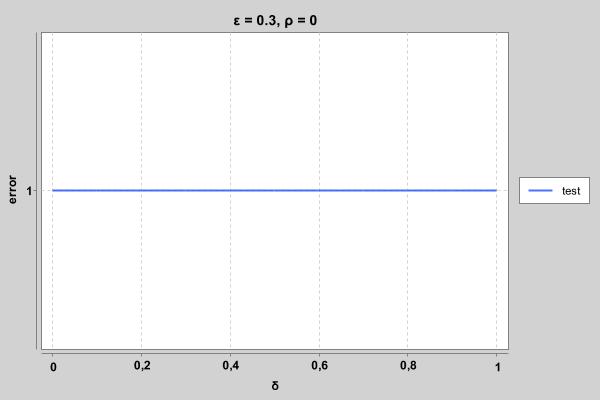 ε = 0.3, ρ = 0
error
1
test
0
0,2
0,4
0,6
0,8
1
δ